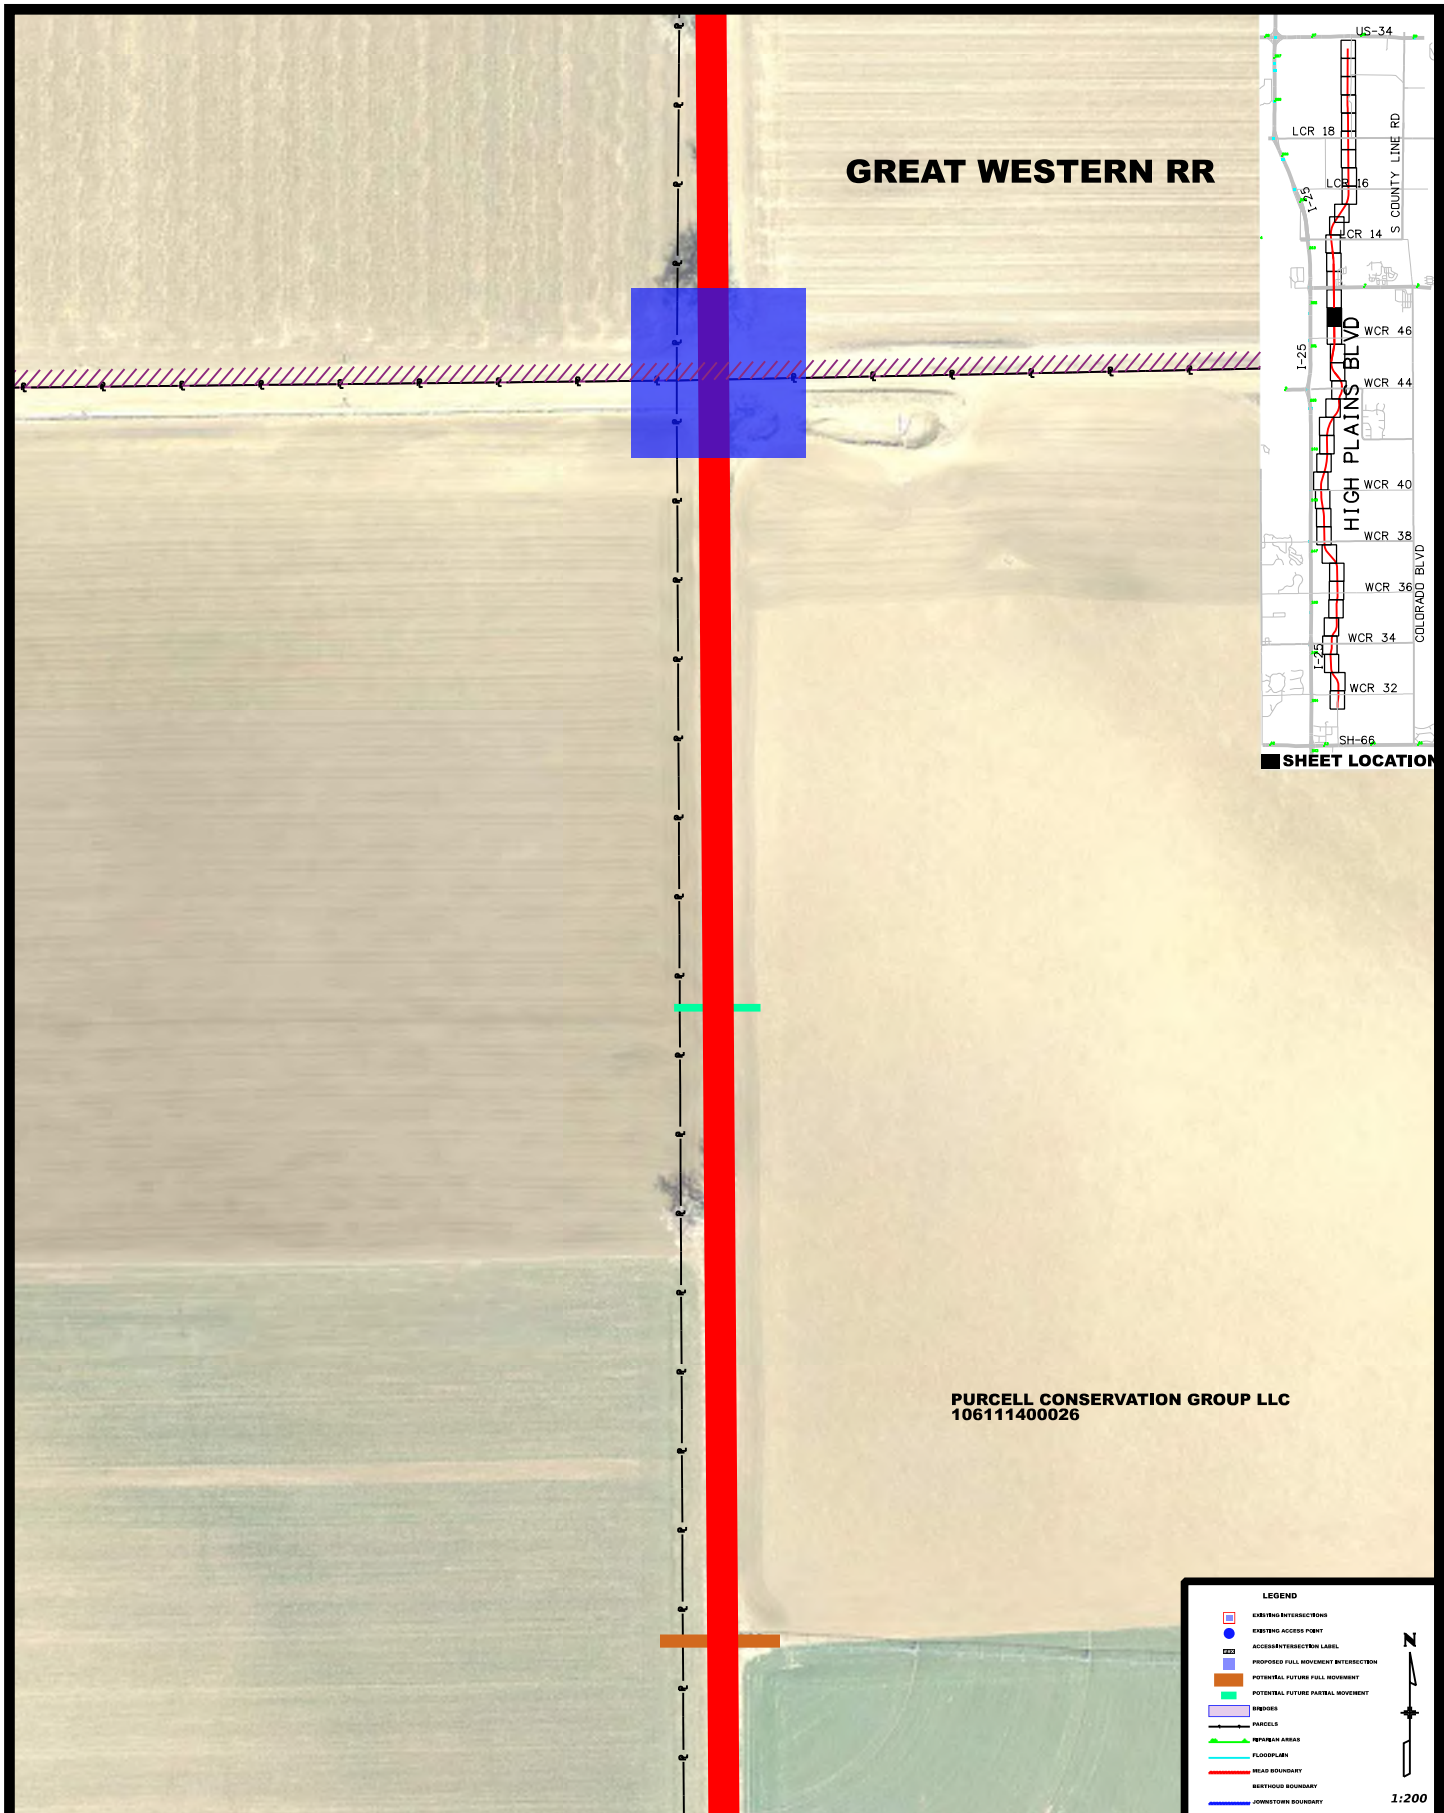 GREAT WESTERN RR
US-34
LCR 18
S COUNTY LINE RD
LCR 16
I-25
LCR 14
HIGH PLAINS BLVD
WCR 46
I-25
WCR 44
WCR 40
WCR 38
COLORADO BLVD
WCR 36
WCR 34
I-25
WCR 32
SH-66
SHEET LOCATION
PURCELL CONSERVATION GROUP LLC
106111400026
LEGEND
EXISTING INTERSECTIONS
EXISTING ACCESS POINT
ACCESS/INTERSECTION LABEL
PROPOSED FULL MOVEMENT INTERSECTION
POTENTIAL FUTURE FULL MOVEMENT
POTENTIAL FUTURE PARTIAL MOVEMENT
BRIDGES
PARCELS
RIPARIAN AREAS
FLOODPLAIN
MEAD BOUNDARY
BERTHOUD BOUNDARY
JOHNSTOWN BOUNDARY
N
1:200